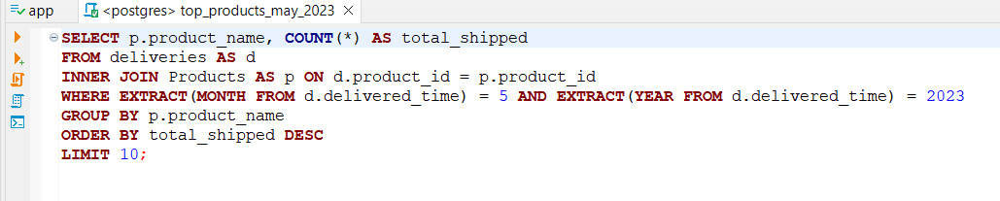 app
<postgres> top_products_may_2023
SELECT p.product_name, COUNT(*) AS total_shipped
FROM deliveries AS d
INNER JOIN Products AS p ON d.product_id = p.product_id
WHERE EXTRACT(MONTH FROM d.delivered_time) = 5 AND EXTRACT(YEAR FROM d.delivered_time) = 2023
GROUP BY p.product_name
ORDER BY total_shipped DESC
LIMIT 10;